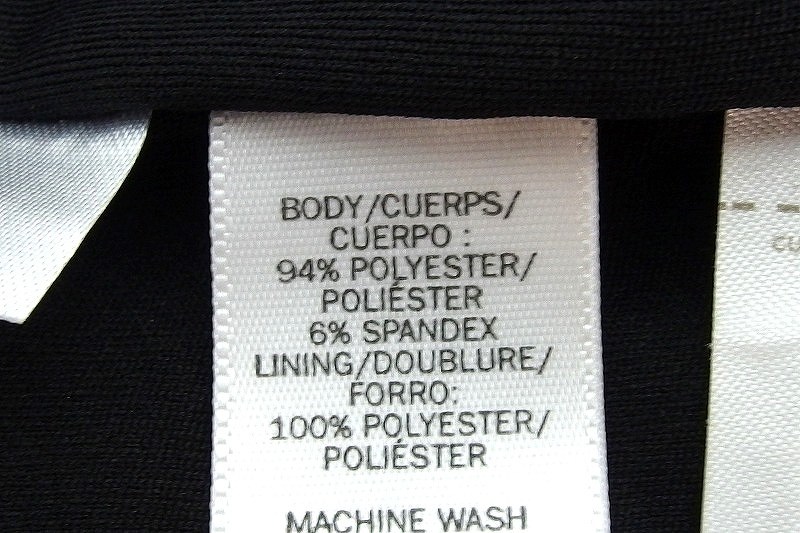 BODY/CUERPS/
CUERPO :
94% POLYESTER/
POLIÉSTER
6% SPANDEX
LINING/DOUBLURE/
FORRO:
100% POLYESTER/
POLIÉSTER
MACHINE WASH